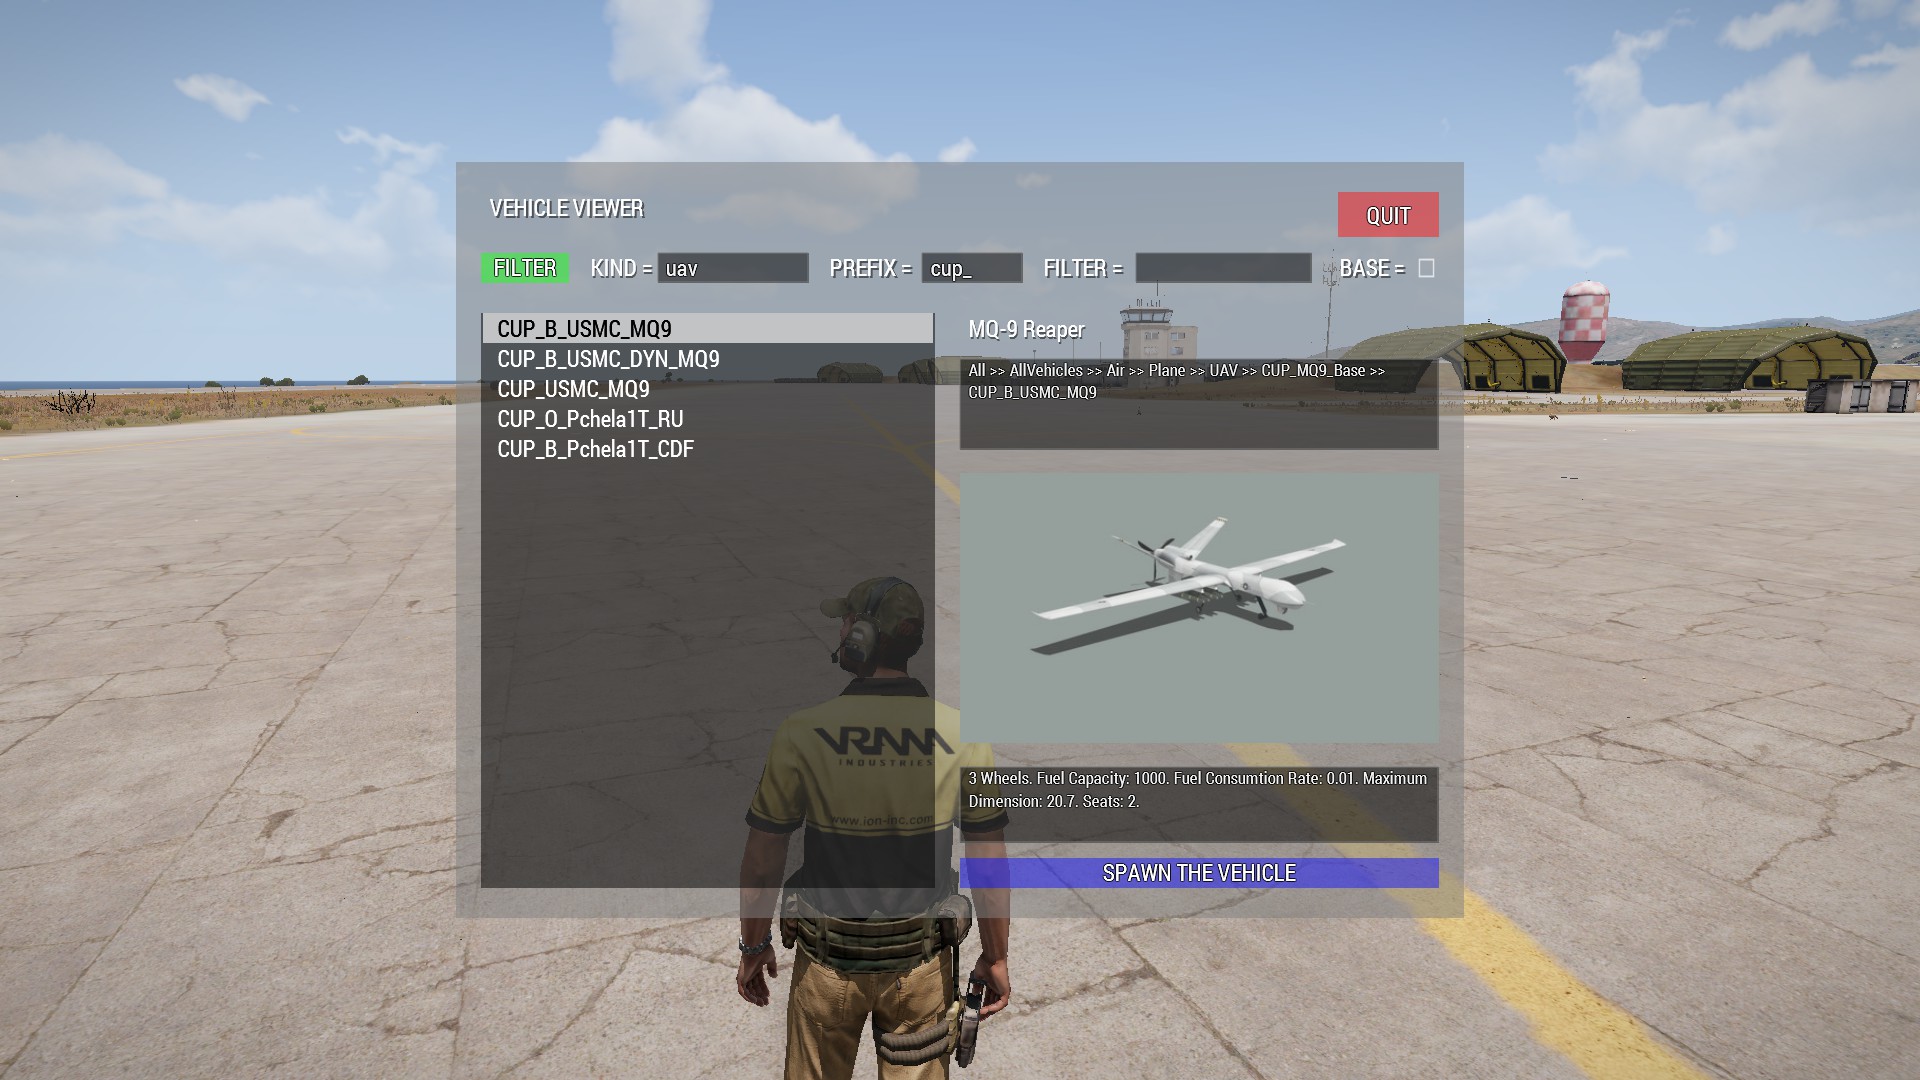 VEHICLE VIEWER
QUIT
FILTER KIND = uav PREFIX = cup_ FILTER = BASE =
CUP_B_USMC_MQ9
CUP_B_USMC_DYN_MQ9
CUP_USMC_MQ9
CUP_O_Pchela1T_RU
CUP_B_Pchela1T_CDF
MQ-9 Reaper
All >> AllVehicles >> Air >> Plane >> UAV >> CUP_MQ9_Base >>
CUP_B_USMC_MQ9
3 Wheels. Fuel Capacity: 1000. Fuel Consumtion Rate: 0.01. Maximum
Dimension: 20.7. Seats: 2.
SPAWN THE VEHICLE
VRANA
INDUSTRIES
www.ion-inc.com